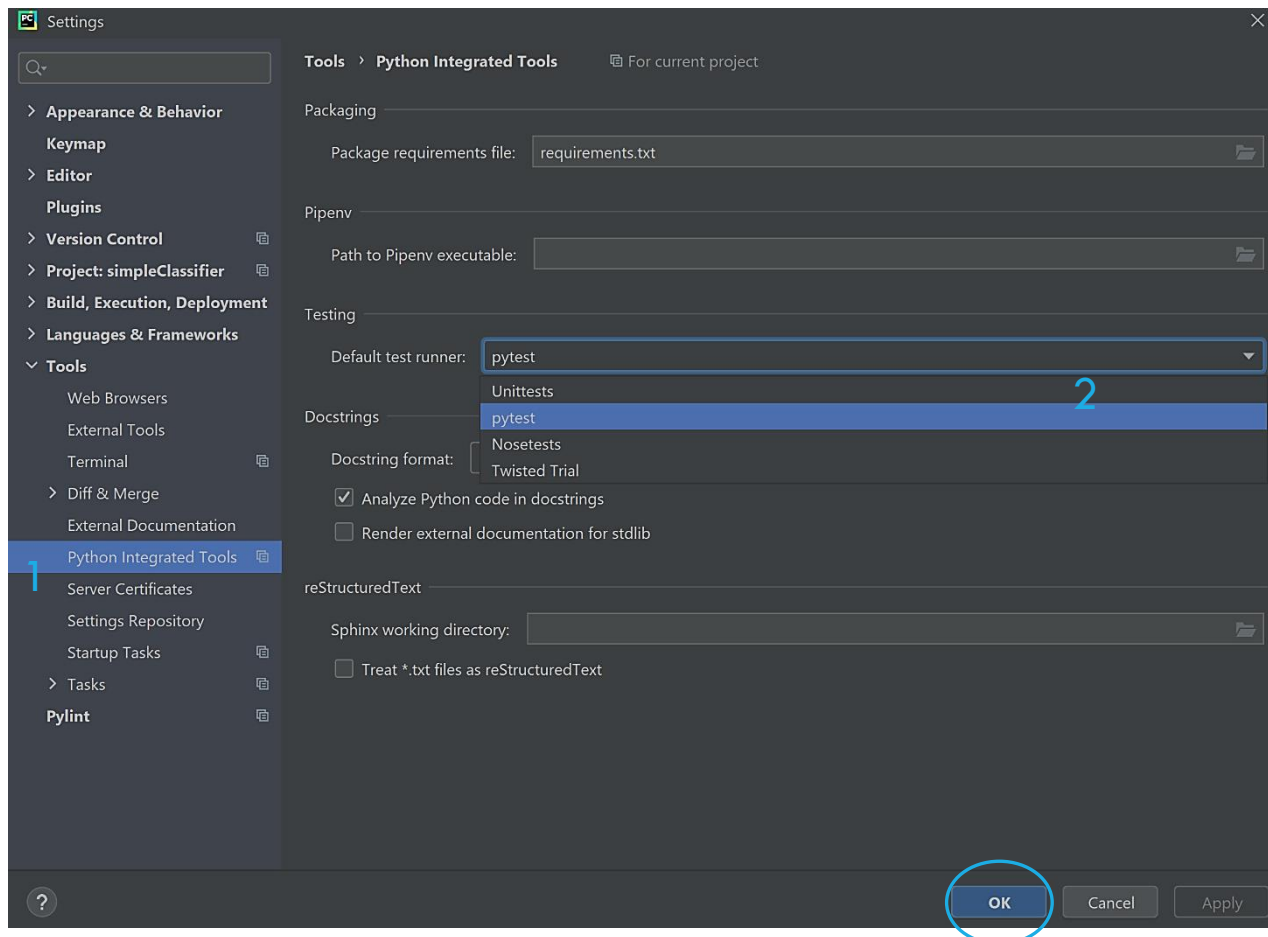 PC Settings
Tools > Python Integrated Tools For current project
Appearance & Behavior
Keymap
Editor
Plugins
Version Control
Project: simpleClassifier
Build, Execution, Deployment
Languages & Frameworks
Tools
Web Browsers
External Tools
Terminal
Diff & Merge
External Documentation
Python Integrated Tools
1
Server Certificates
Settings Repository
Startup Tasks
Tasks
Pylint
Packaging
Package requirements file: requirements.txt
Pipenv
Path to Pipenv executable:
Testing
Default test runner: pytest
Unittests
2
pytest
Nosetests
Twisted Trial
Docstrings
Docstring format:
Analyze Python code in docstrings
Render external documentation for stdlib
reStructuredText
Sphinx working directory:
Treat *.txt files as reStructuredText
? OK Cancel Apply